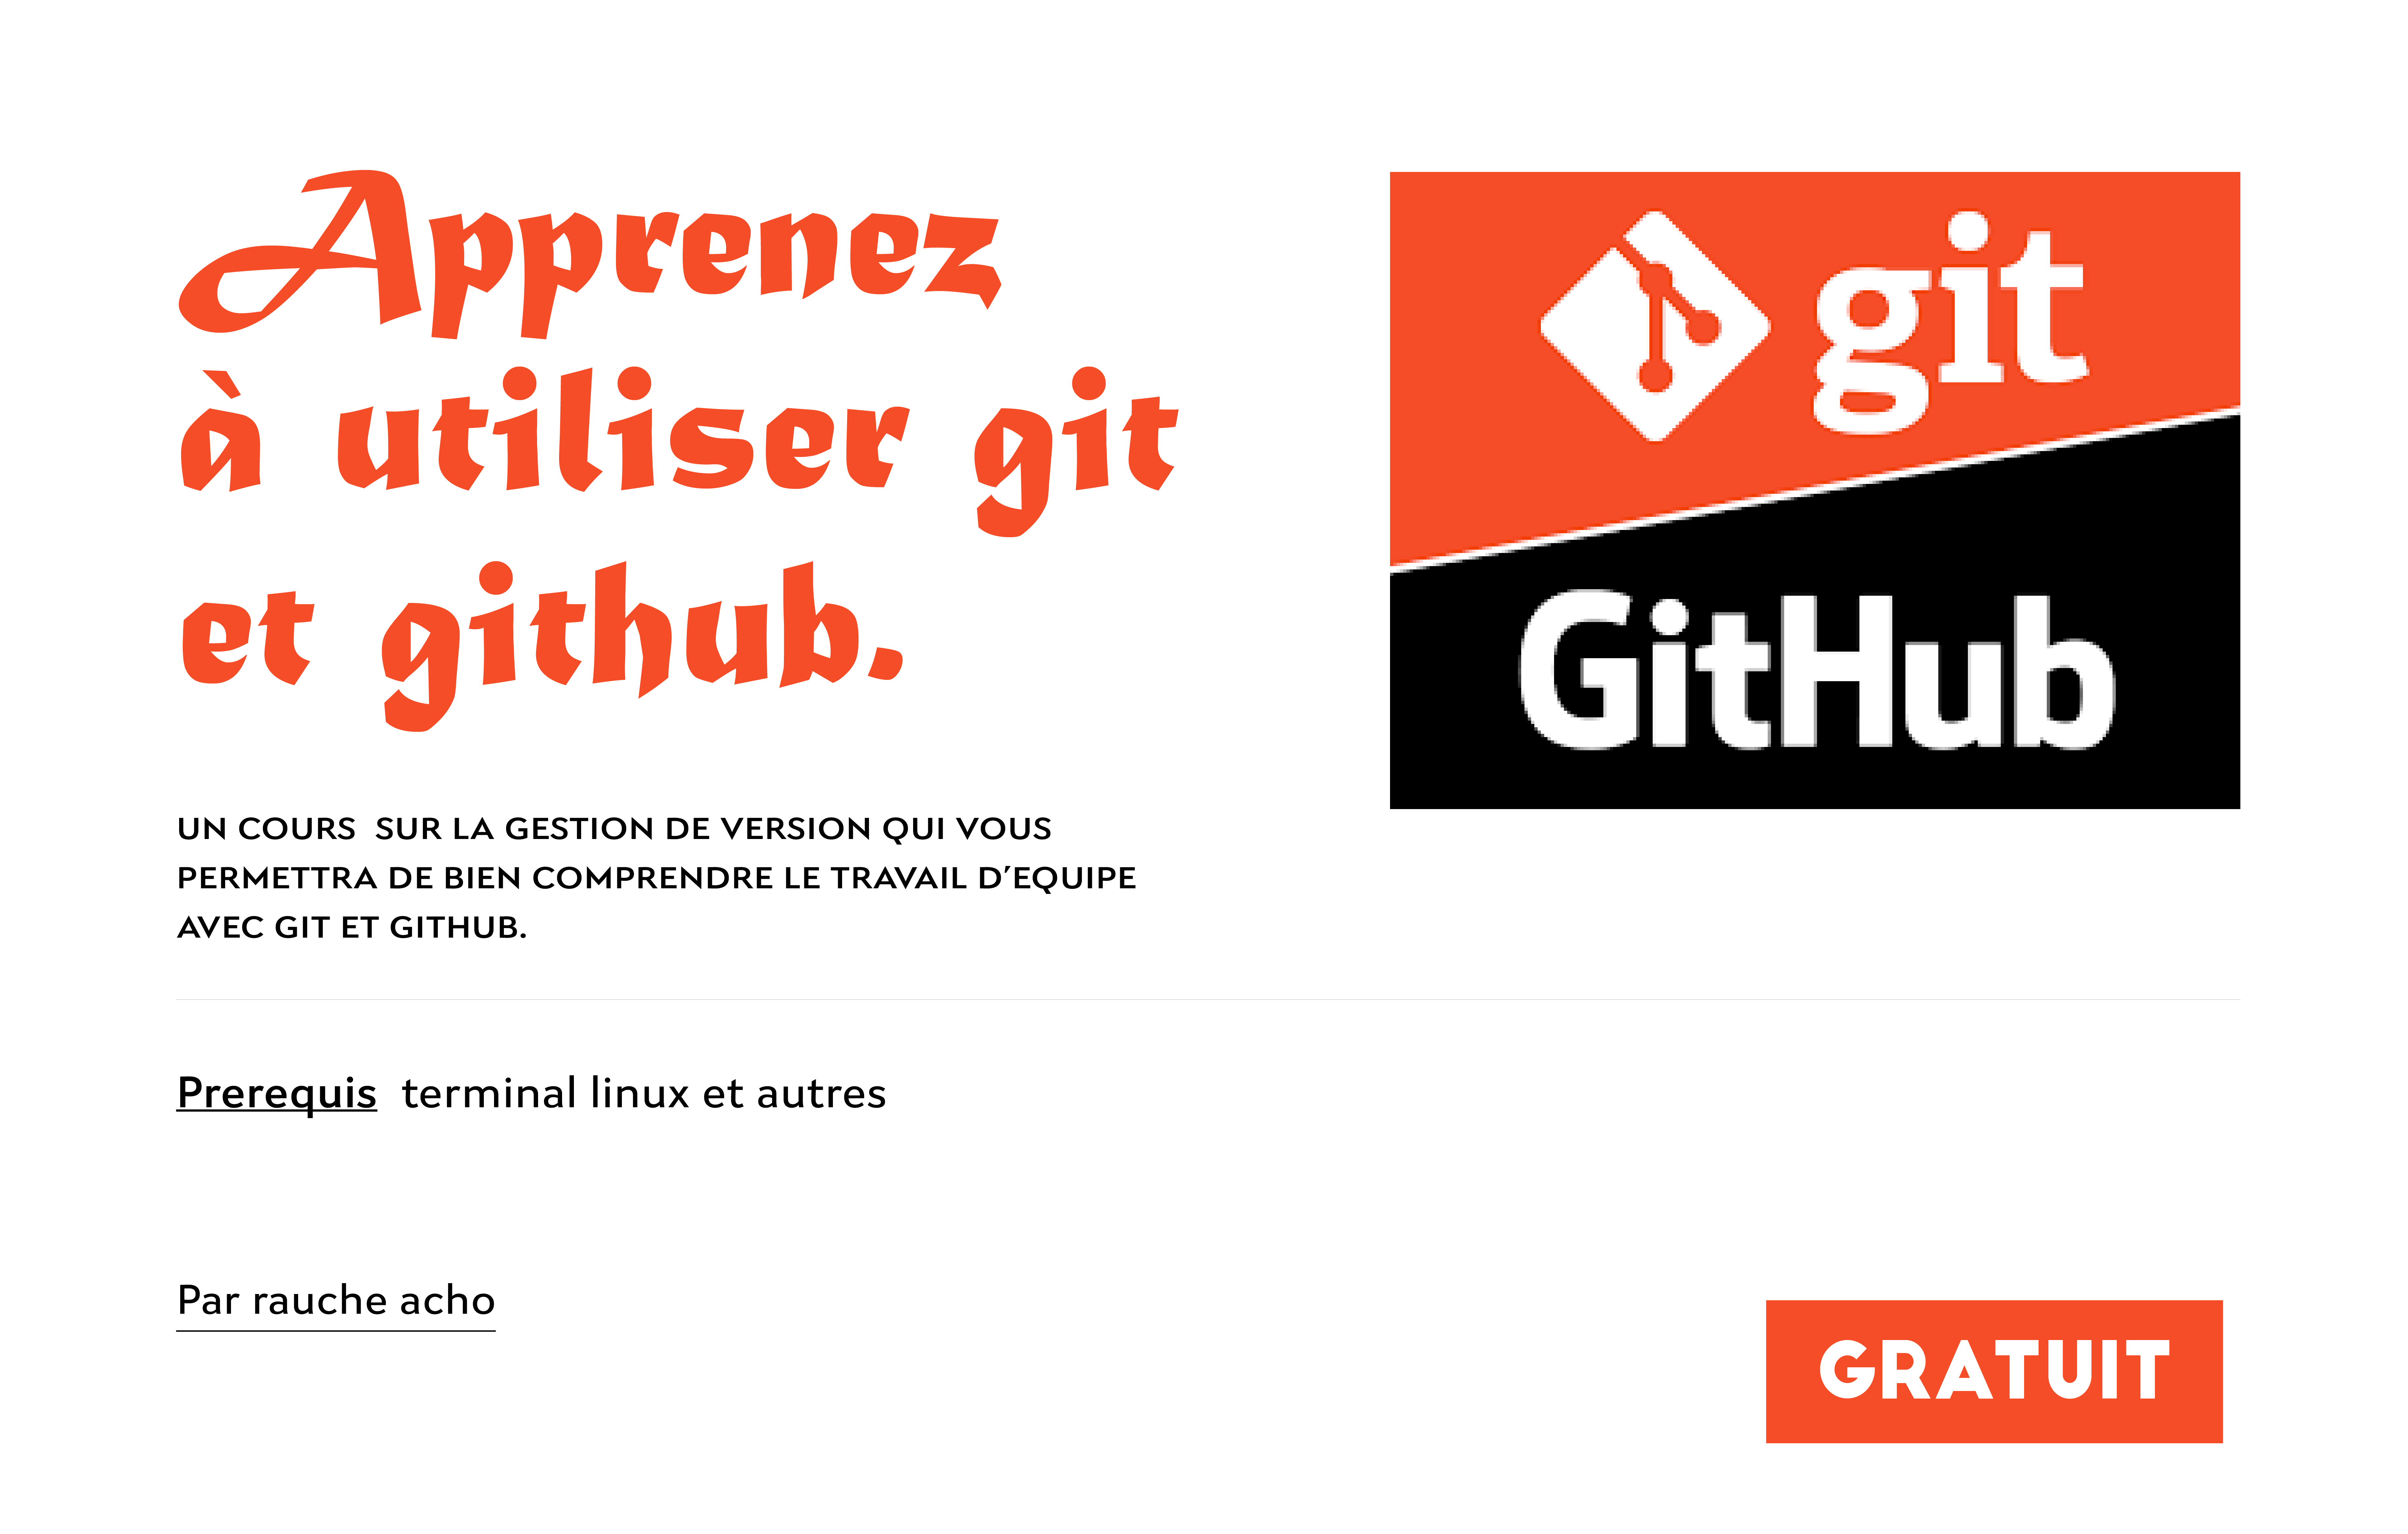 Apprenez
à utiliser git
et github.
git
GitHub
UN COURS  SUR LA GESTION DE VERSION QUI VOUS
PERMETTRA DE BIEN COMPRENDRE LE TRAVAIL D'EQUIPE
AVEC GIT ET GITHUB.
Prerequis  terminal linux et autres
Par rauche acho
GRATUIT